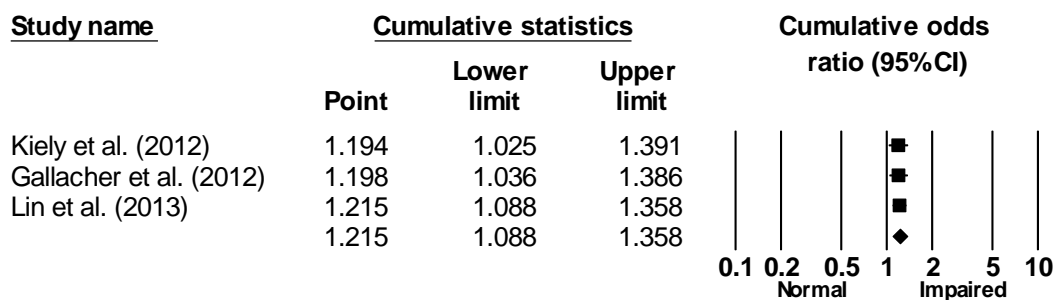 Study name Cumulative statistics Cumulative odds
ratio (95%CI)
Lower Upper
Point limit limit
Kiely et al. (2012) 1.194 1.025 1.391
Gallacher et al. (2012) 1.198 1.036 1.386
Lin et al. (2013) 1.215 1.088 1.358
1.215 1.088 1.358
0.1 0.2 0.5 1 2 5 10
Normal Impaired